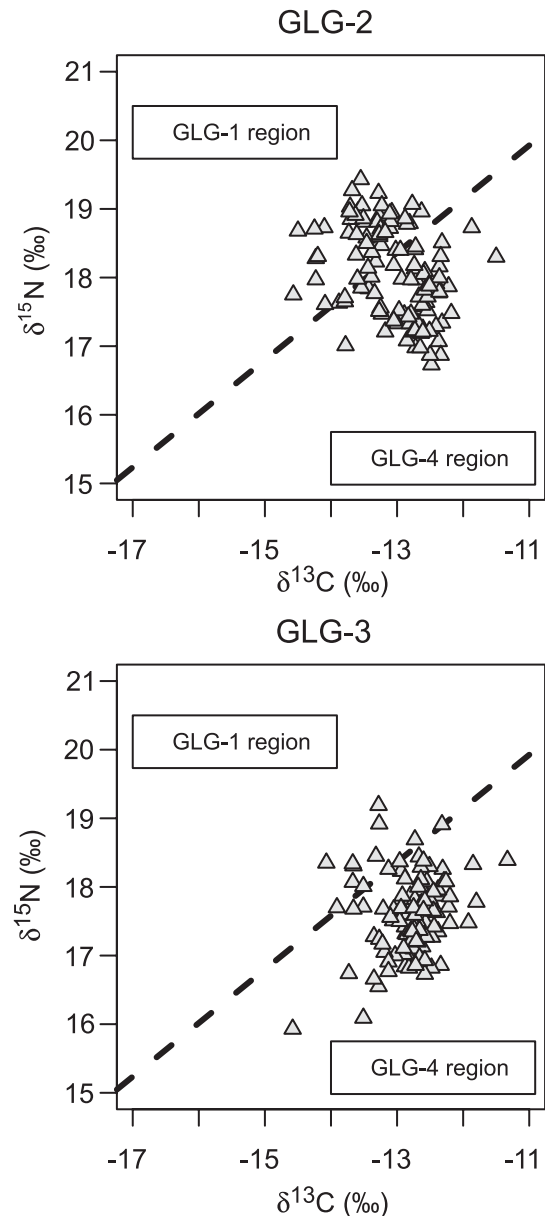 GLG-2
21
20
19
18
17
16
15
δ¹⁵N (‰)
GLG-1 region
GLG-4 region
-17 -15 -13 -11
δ¹³C (‰)
GLG-3
21
20
19
18
17
16
15
δ¹⁵N (‰)
GLG-1 region
GLG-4 region
-17 -15 -13 -11
δ¹³C (‰)